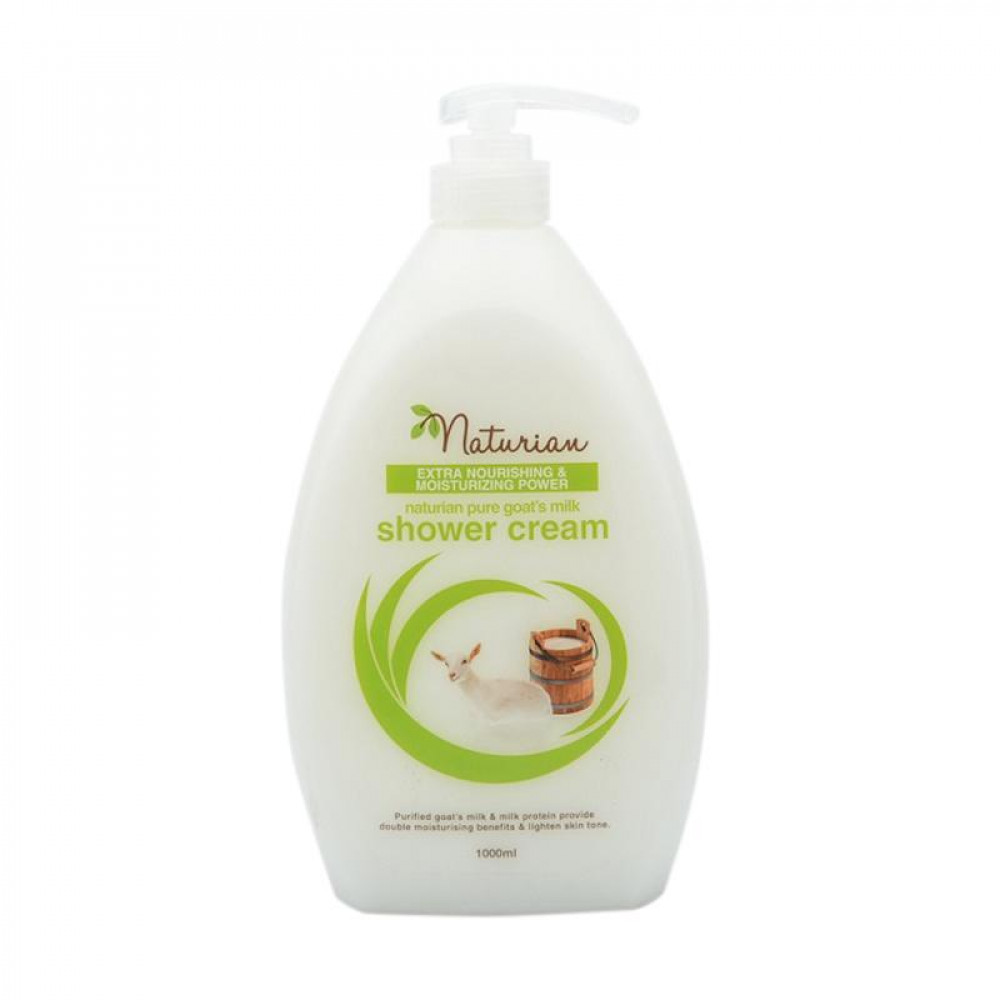 Naturian
EXTRA NOURISHING &
MOISTURIZING POWER
naturian pure goat's milk
shower cream
Purified goat's milk & milk protein provide
double moisturising benefits & lighten skin tone.
1000ml